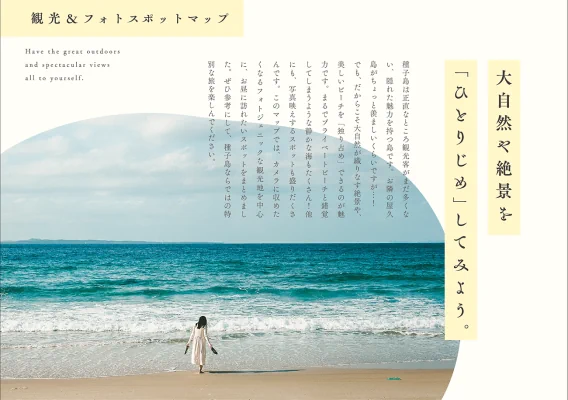 観光＆フォトスポットマップ
Have the great outdoors
and spectacular views
all to yourself.
大自然や絶景を
「ひとりじめ」してみよう。
種子島は正直なところ観光客がまだ多くな
い、隠れた魅力を持つ島です。お隣の屋久
島がちょっと羨ましいくらいですが…！
でも、だからこそ大自然が織りなす絶景や、
美しいビーチを「独り占め」できるのが魅
力です。まるでプライベートビーチと錯覚
してしまうような静かな海もたくさん！他
にも、写真映えするスポットも盛りだくさ
んです。このマップでは、カメラに収めた
くなるフォトジェニックな観光地を中心
に、お昼に訪れたいスポットをまとめまし
た。ぜひ参考にして、種子島ならではの特
別な旅を楽しんでください。